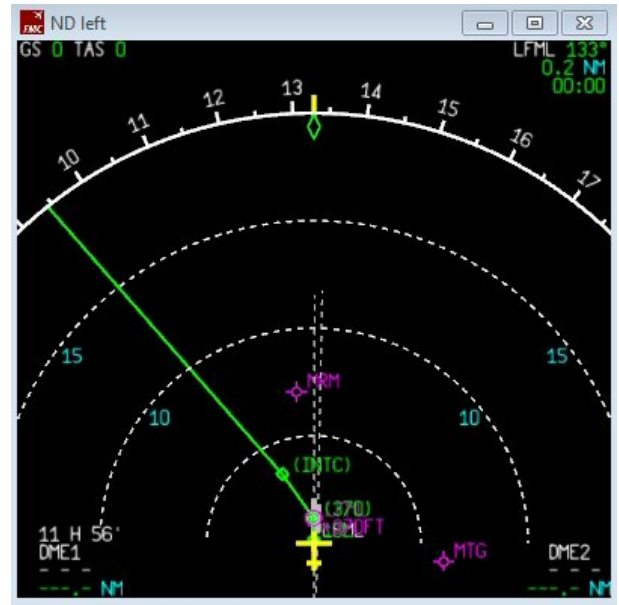 FMGC
ND left
GS 0 TAS 0
LFML 133°
0.2 NM
00:00
10
11
12
13
14
15
16
17
15
15
MRM
10
10
(INTC)
(370)
11 H 56'
DME1
DME2
MTG
- - -
- - -
---.- NM
---.- NM